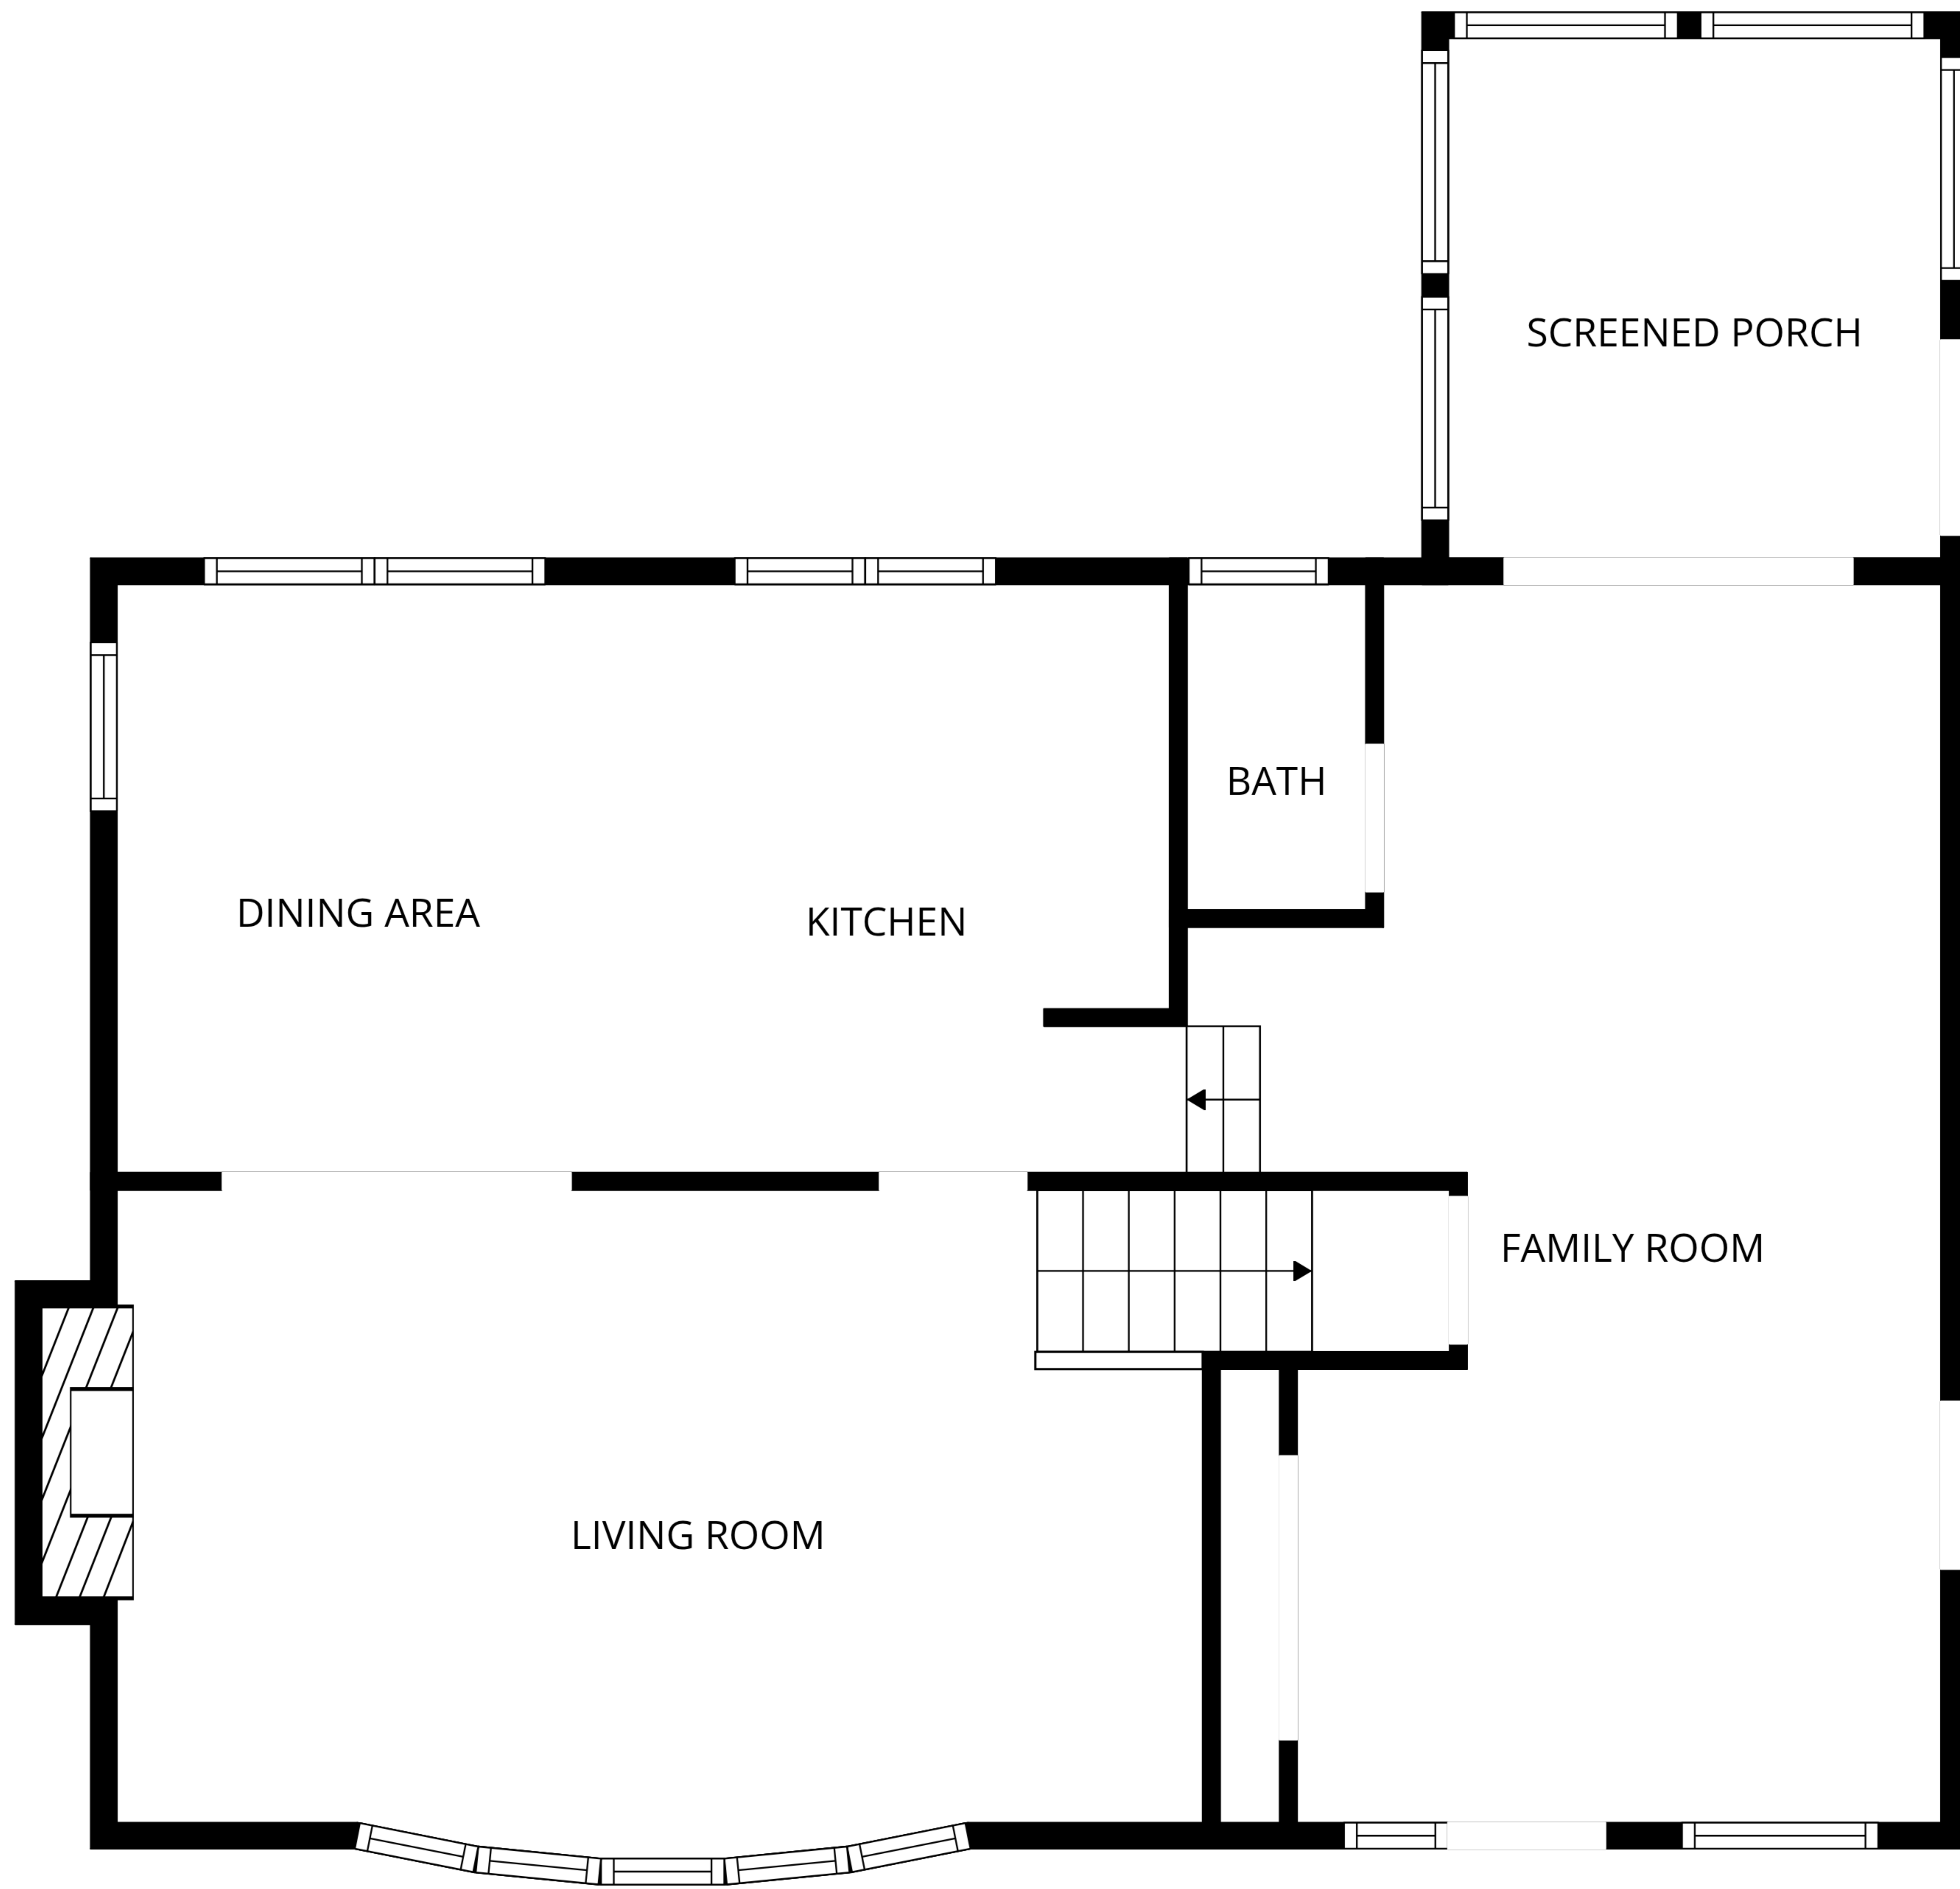 SCREENED PORCH
BATH
DINING AREA
KITCHEN
FAMILY ROOM
LIVING ROOM